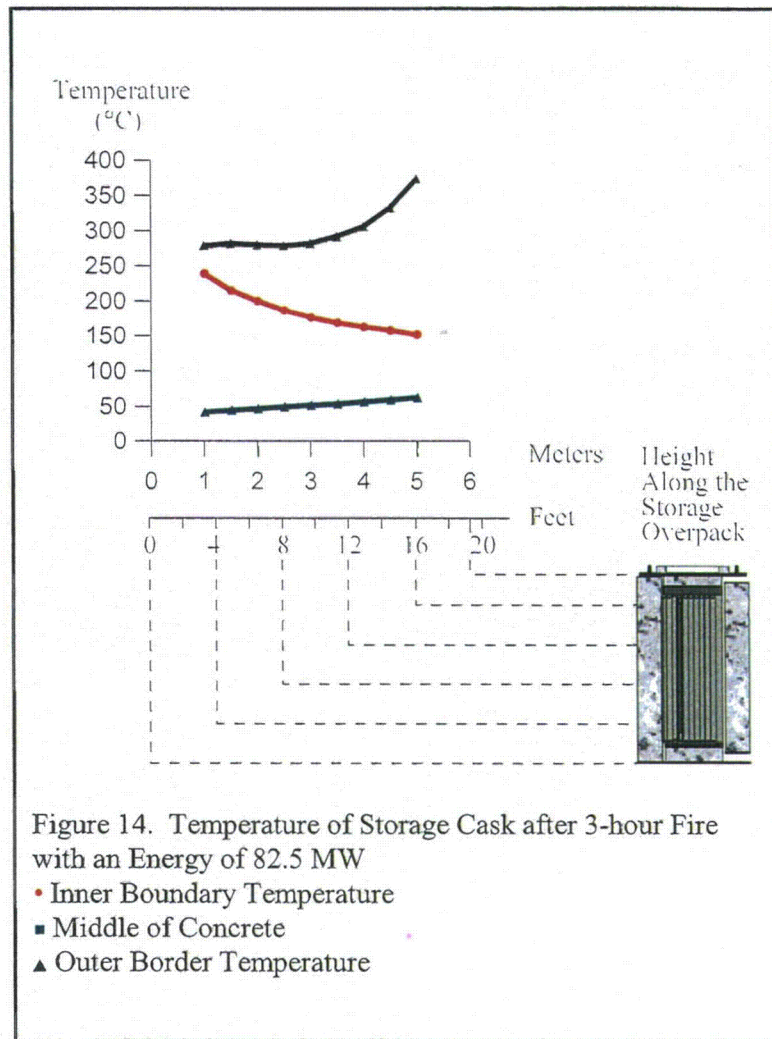 Temperature
(°C)
400
350
300
250
200
150
100
50
0
0 1 2 3 4 5 6
Meters
0 4 8 12 16 20
Feet
Height
Along the
Storage
Overpack
Figure 14. Temperature of Storage Cask after 3-hour Fire
with an Energy of 82.5 MW
• Inner Boundary Temperature
■ Middle of Concrete
▲ Outer Border Temperature